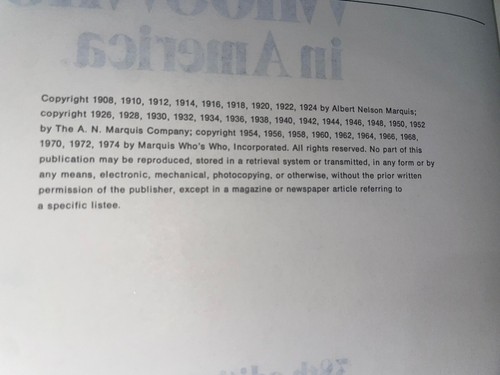 Who's Who
in America
Copyright 1908, 1910, 1912, 1914, 1916, 1918, 1920, 1922, 1924 by Albert Nelson Marquis;
copyright 1926, 1928, 1930, 1932, 1934, 1936, 1938, 1940, 1942, 1944, 1946, 1948, 1950, 1952
by The A. N. Marquis Company; copyright 1954, 1956, 1958, 1960, 1962, 1964, 1966, 1968,
1970, 1972, 1974 by Marquis Who's Who, Incorporated. All rights reserved. No part of this
publication may be reproduced, stored in a retrieval system or transmitted, in any form or by
any means, electronic, mechanical, photocopying, or otherwise, without the prior written
permission of the publisher, except in a magazine or newspaper article referring to
a specific listee.